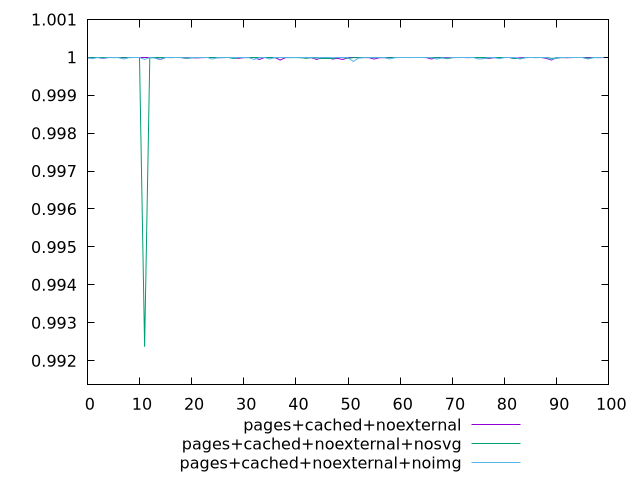 1.001
1
0.999
0.998
0.997
0.996
0.995
0.994
0.993
0.992
0 10 20 30 40 50 60 70 80 90 100
pages+cached+noexternal
pages+cached+noexternal+nosvg
pages+cached+noexternal+noimg